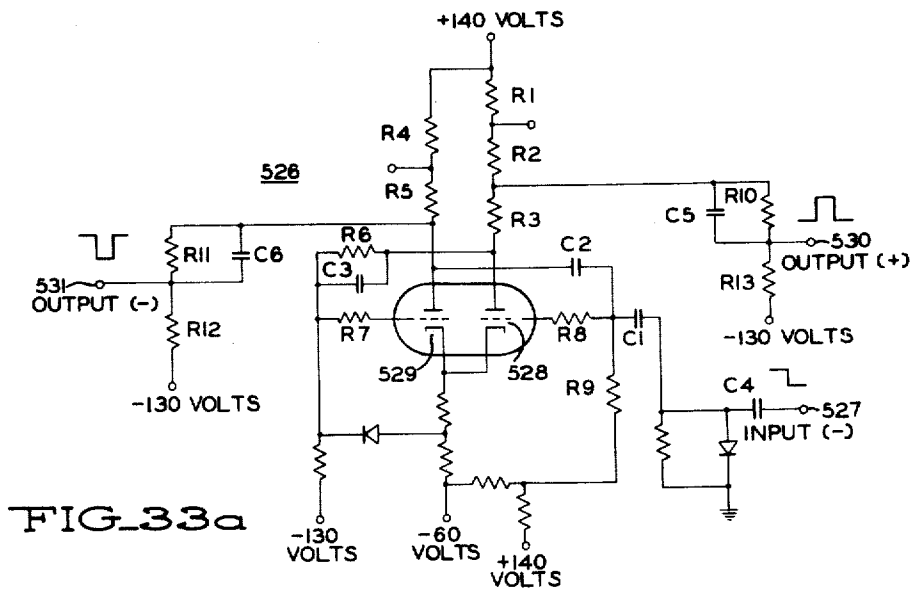 +140 VOLTS
R1
R4
R2
526
R5
R3
R10
C5
R11
C6
R6
C2
530
OUTPUT (+)
C3
531
OUTPUT (-)
R13
R7
R8
C1
R12
529
528
-130 VOLTS
R9
C4
527
-130 VOLTS
INPUT (-)
FIG_33a
-130
VOLTS
-60
VOLTS
+140
VOLTS